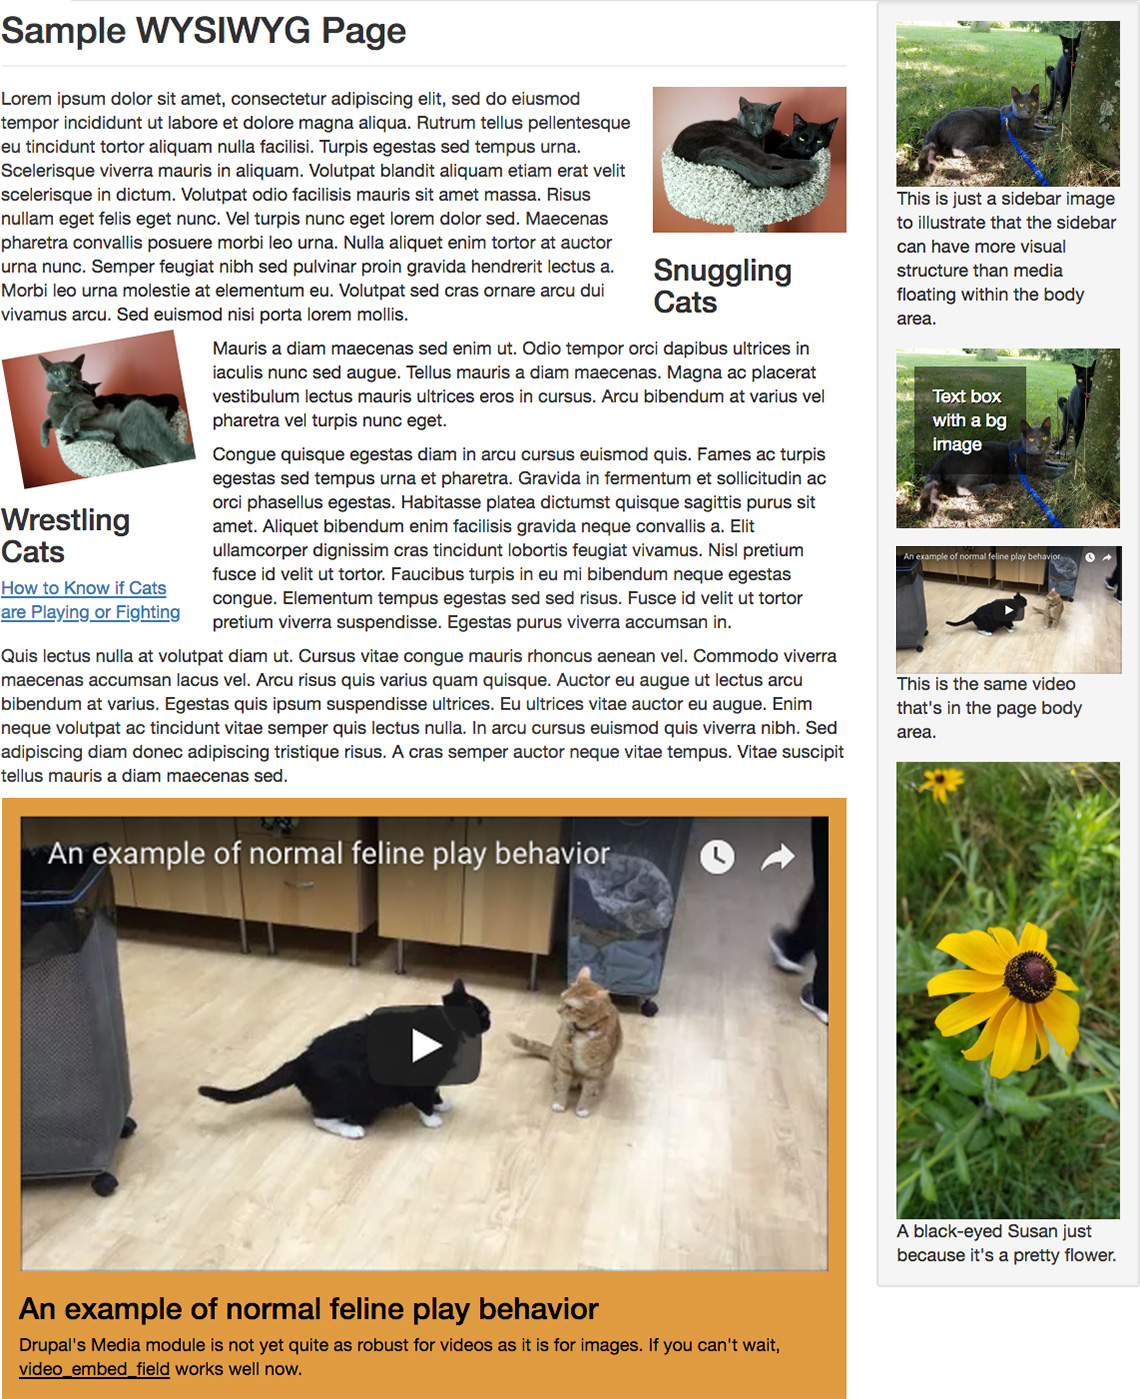 Sample WYSIWYG Page
Lorem ipsum dolor sit amet, consectetur adipiscing elit, sed do eiusmod
tempor incididunt ut labore et dolore magna aliqua. Rutrum tellus pellentesque
eu tincidunt tortor aliquam nulla facilisi. Turpis egestas sed tempus urna.
Scelerisque viverra mauris in aliquam. Volutpat blandit aliquam etiam erat velit
scelerisque in dictum. Volutpat odio facilisis mauris sit amet massa. Risus
nullam eget felis eget nunc. Vel turpis nunc eget lorem dolor sed. Maecenas
pharetra convallis posuere morbi leo urna. Nulla aliquet enim tortor at auctor
urna nunc. Semper feugiat nibh sed pulvinar proin gravida hendrerit lectus a.
Morbi leo urna molestie at elementum eu. Volutpat sed cras ornare arcu dui
vivamus arcu. Sed euismod nisi porta lorem mollis.
Snuggling
Cats
Mauris a diam maecenas sed enim ut. Odio tempor orci dapibus ultrices in
iaculis nunc sed augue. Tellus mauris a diam maecenas. Magna ac placerat
vestibulum lectus mauris ultrices eros in cursus. Arcu bibendum at varius vel
pharetra vel turpis nunc eget.
Wrestling
Cats
How to Know if Cats
are Playing or Fighting
Congue quisque egestas diam in arcu cursus euismod quis. Fames ac turpis
egestas sed tempus urna et pharetra. Gravida in fermentum et sollicitudin ac
orci phasellus egestas. Habitasse platea dictumst quisque sagittis purus sit
amet. Aliquet bibendum enim facilisis gravida neque convallis a. Elit
ullamcorper dignissim cras tincidunt lobortis feugiat vivamus. Nisl pretium
fusce id velit ut tortor. Faucibus turpis in eu mi bibendum neque egestas
congue. Elementum tempus egestas sed sed risus. Fusce id velit ut tortor
pretium viverra suspendisse. Egestas purus viverra accumsan in.
Quis lectus nulla at volutpat diam ut. Cursus vitae congue mauris rhoncus aenean vel. Commodo viverra
maecenas accumsan lacus vel. Arcu risus quis varius quam quisque. Auctor eu augue ut lectus arcu
bibendum at varius. Egestas quis ipsum suspendisse ultrices. Eu ultrices vitae auctor eu augue. Enim
neque volutpat ac tincidunt vitae semper quis lectus nulla. In arcu cursus euismod quis viverra nibh. Sed
adipiscing diam donec adipiscing tristique risus. A cras semper auctor neque vitae tempus. Vitae suscipit
tellus mauris a diam maecenas sed.
An example of normal feline play behavior
An example of normal feline play behavior
Drupal's Media module is not yet quite as robust for videos as it is for images. If you can't wait,
video_embed_field works well now.
This is just a sidebar image
to illustrate that the sidebar
can have more visual
structure than media
floating within the body
area.
Text box
with a bg
image
An example of normal feline play behavior
This is the same video
that's in the page body
area.
A black-eyed Susan just
because it's a pretty flower.